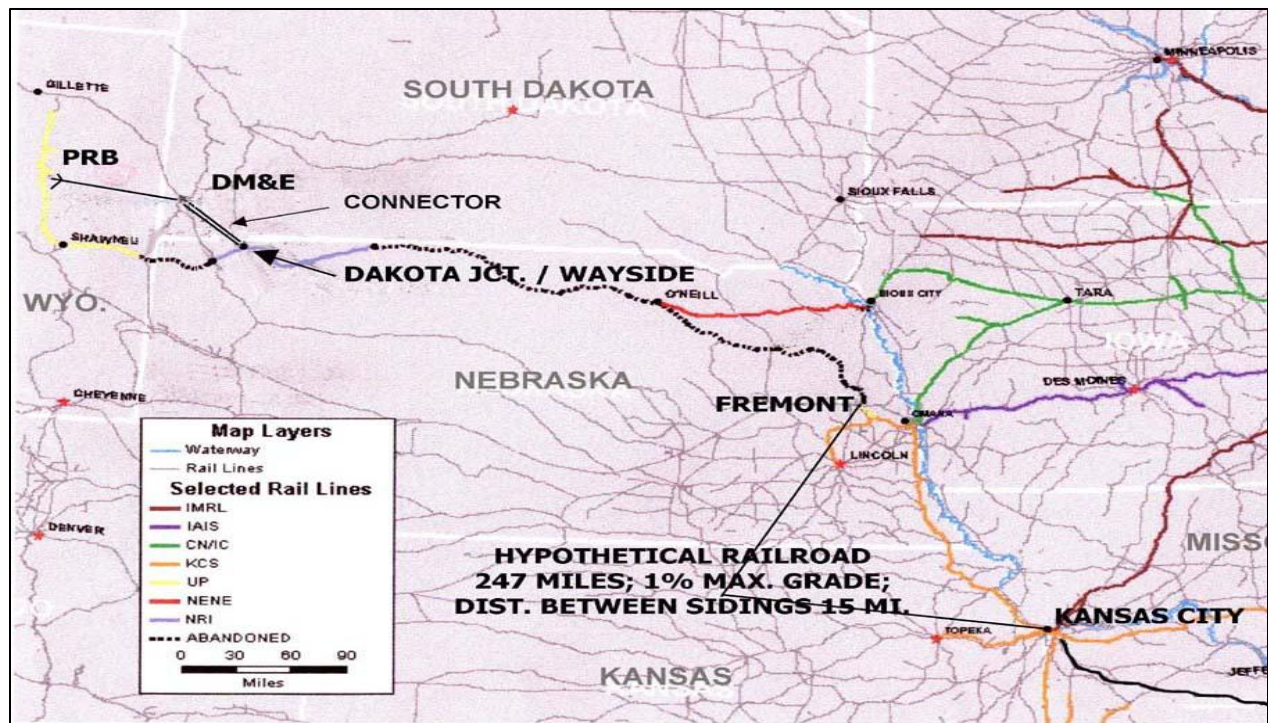 MINNEAPOLIS
GILLETTE
SOUTH DAKOTA
PRB
DM&E
SIOUX FALLS
CONNECTOR
DAKOTA JCT. / WAYSIDE
WYO.
O'NEILL
SIOUX CITY
TARA
IOWA
NEBRASKA
DES MOINES
CHEYENNE
FREMONT
OMAHA
LINCOLN
Map Layers
Waterway
Rail Lines
Selected Rail Lines
IMRL
IAIS
CN/IC
KCS
UP
NENE
NRI
ABANDONED
0 30 60 90
Miles
DENVER
HYPOTHETICAL RAILROAD
247 MILES; 1% MAX. GRADE;
DIST. BETWEEN SIDINGS 15 MI.
MISSO
KANSAS CITY
TOPEKA
KANSAS
JEFFE